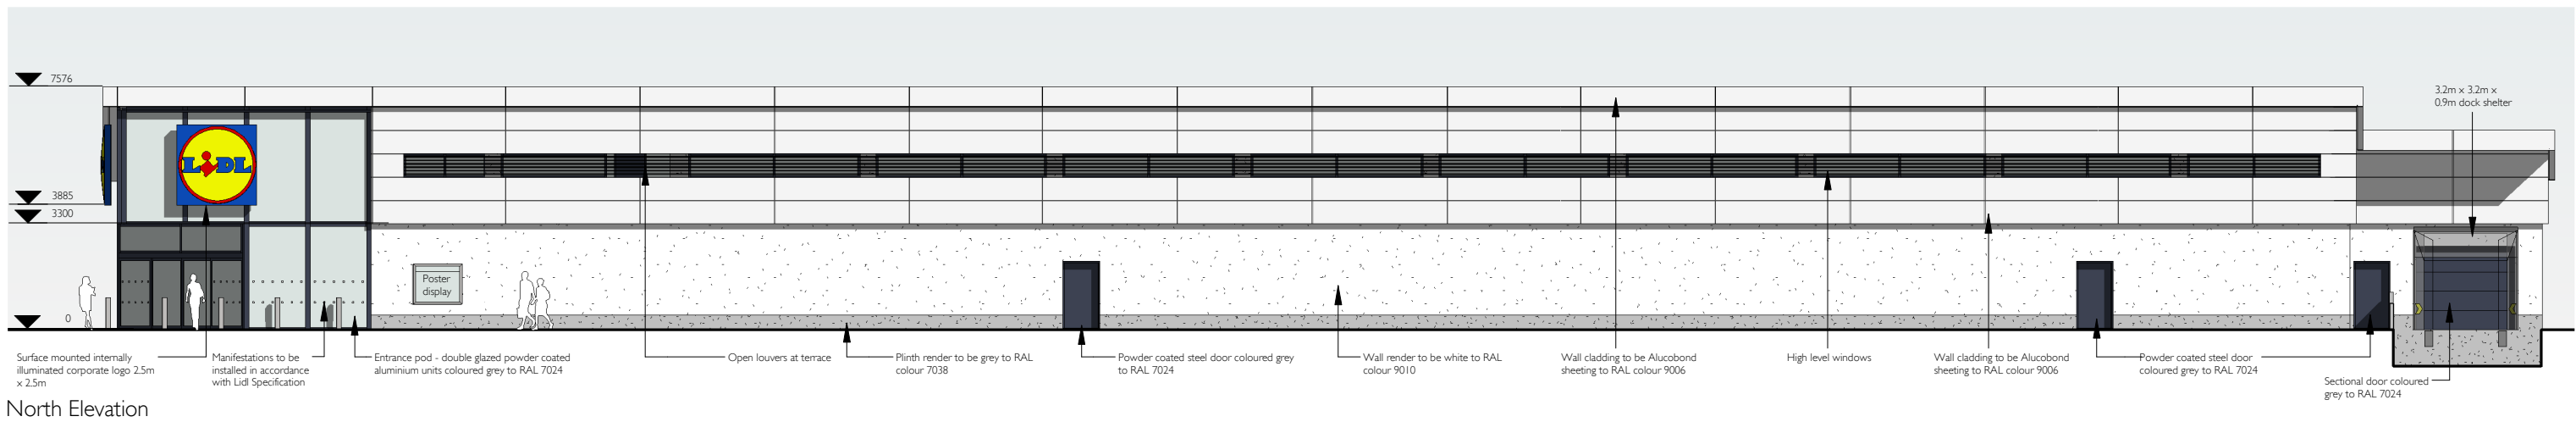 7576
3.2m x 3.2m x
0.9m dock shelter
LiDL
3885
3300
Poster
display
0
Surface mounted internally
illuminated corporate logo 2.5m
x 2.5m
Manifestations to be
installed in accordance
with Lidl Specification
Entrance pod - double glazed powder coated
aluminium units coloured grey to RAL 7024
Open louvers at terrace
Plinth render to be grey to RAL
colour 7038
Powder coated steel door coloured grey
to RAL 7024
Wall render to be white to RAL
colour 9010
Wall cladding to be Alucobond
sheeting to RAL colour 9006
High level windows
Wall cladding to be Alucobond
sheeting to RAL colour 9006
Powder coated steel door
coloured grey to RAL 7024
Sectional door coloured
grey to RAL 7024
North Elevation